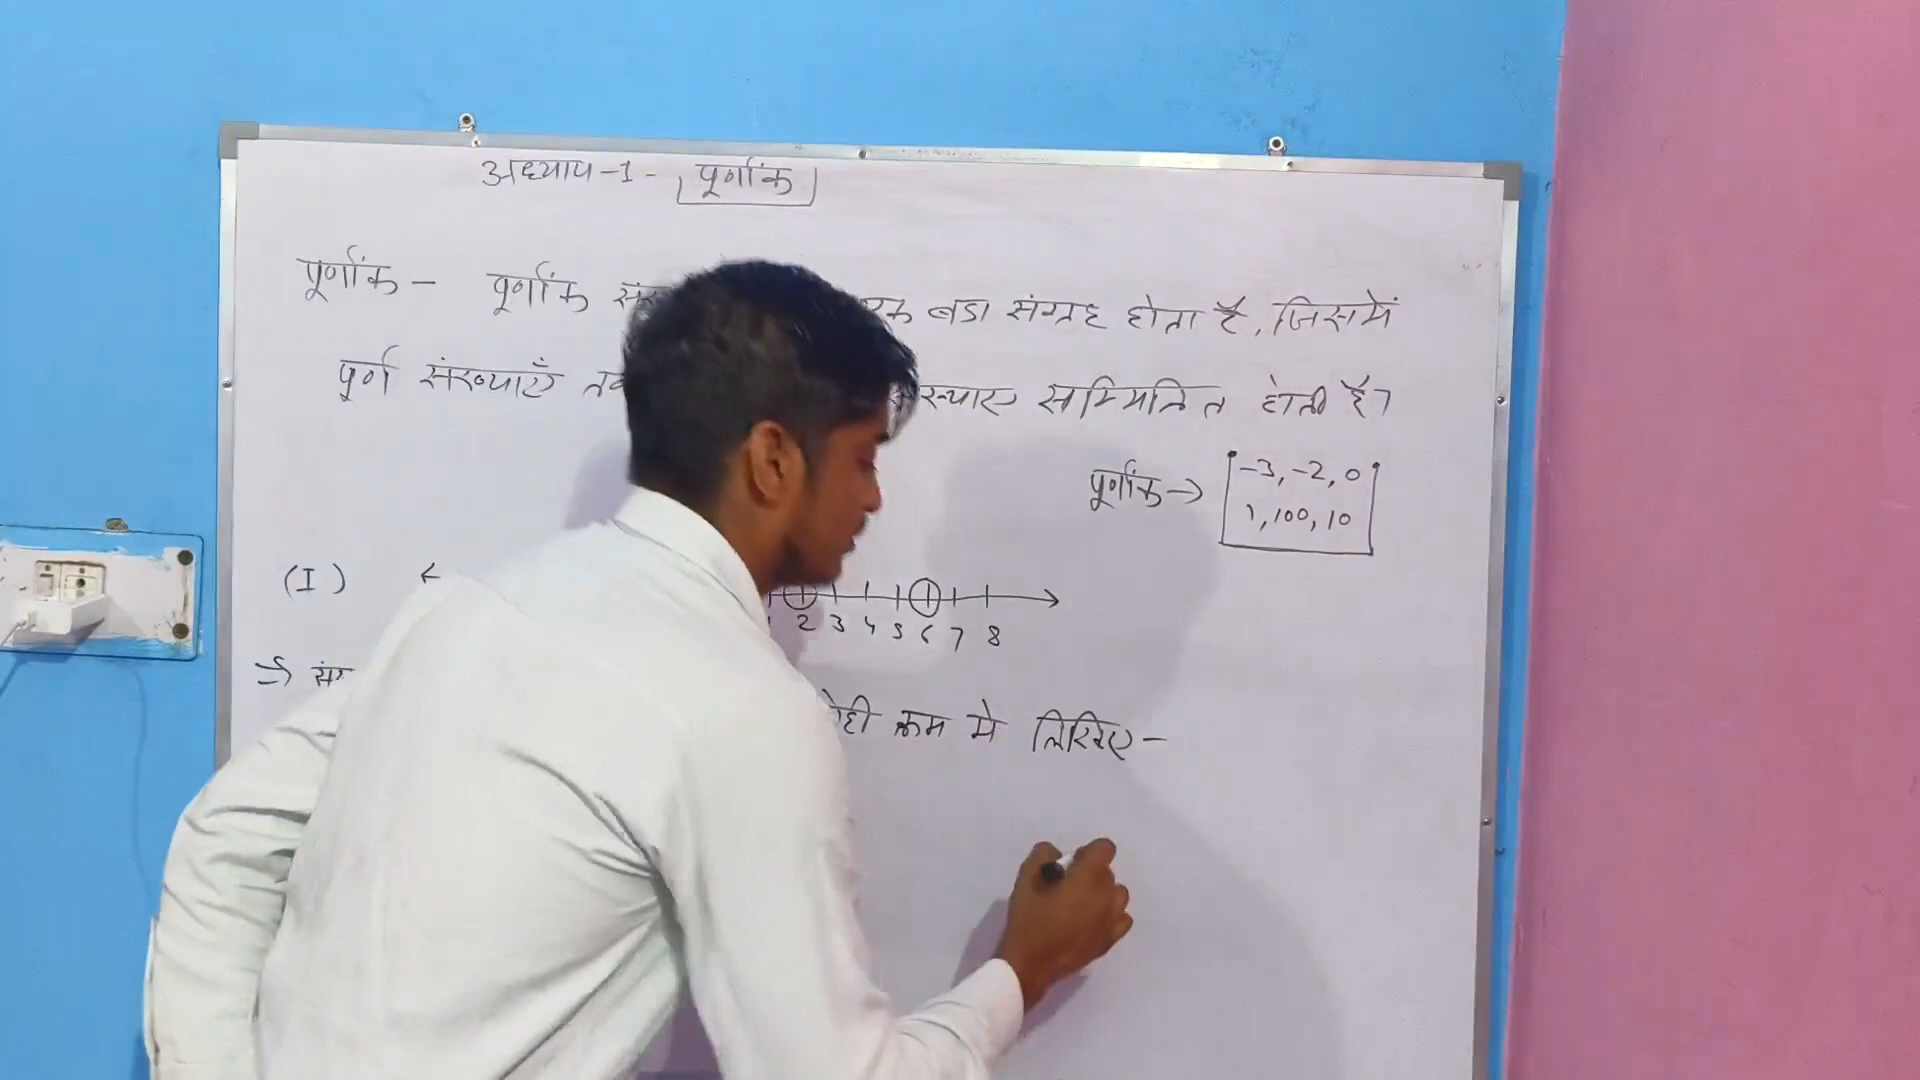 अध्याय -1 - पूर्णांक
पूर्णांक - पूर्णांक एक बडा संग्रह होता है, जिसमें
पूर्ण संख्याएँ सम्मिलित होती है।
पूर्णांक → -3, -2, 0
1, 100, 10
(I)
2 3 4 5 6 7 8
⇒ क्रम मे लिखिए -